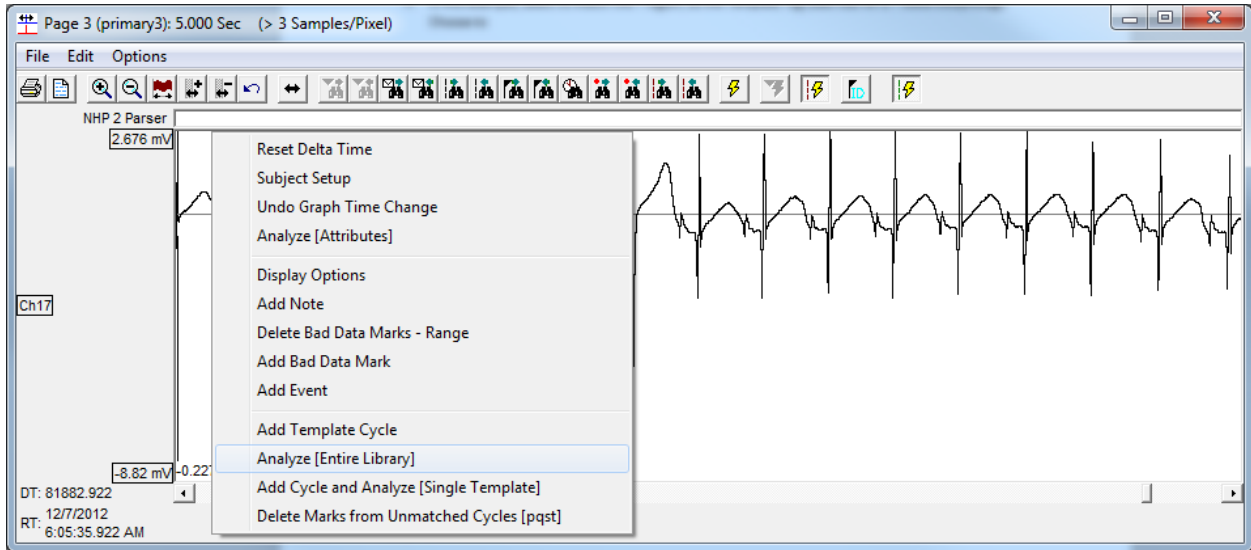 Page 3 (primary3): 5.000 Sec (> 3 Samples/Pixel)
File Edit Options
ID
NHP 2 Parser
2.676 mV
Reset Delta Time
Subject Setup
Undo Graph Time Change
Analyze [Attributes]
Display Options
Add Note
Delete Bad Data Marks - Range
Add Bad Data Mark
Add Event
Ch17
Add Template Cycle
Analyze [Entire Library]
Add Cycle and Analyze [Single Template]
Delete Marks from Unmatched Cycles [pqst]
-8.82 mV
DT: 81882.922
RT: 12/7/2012
6:05:35.922 AM